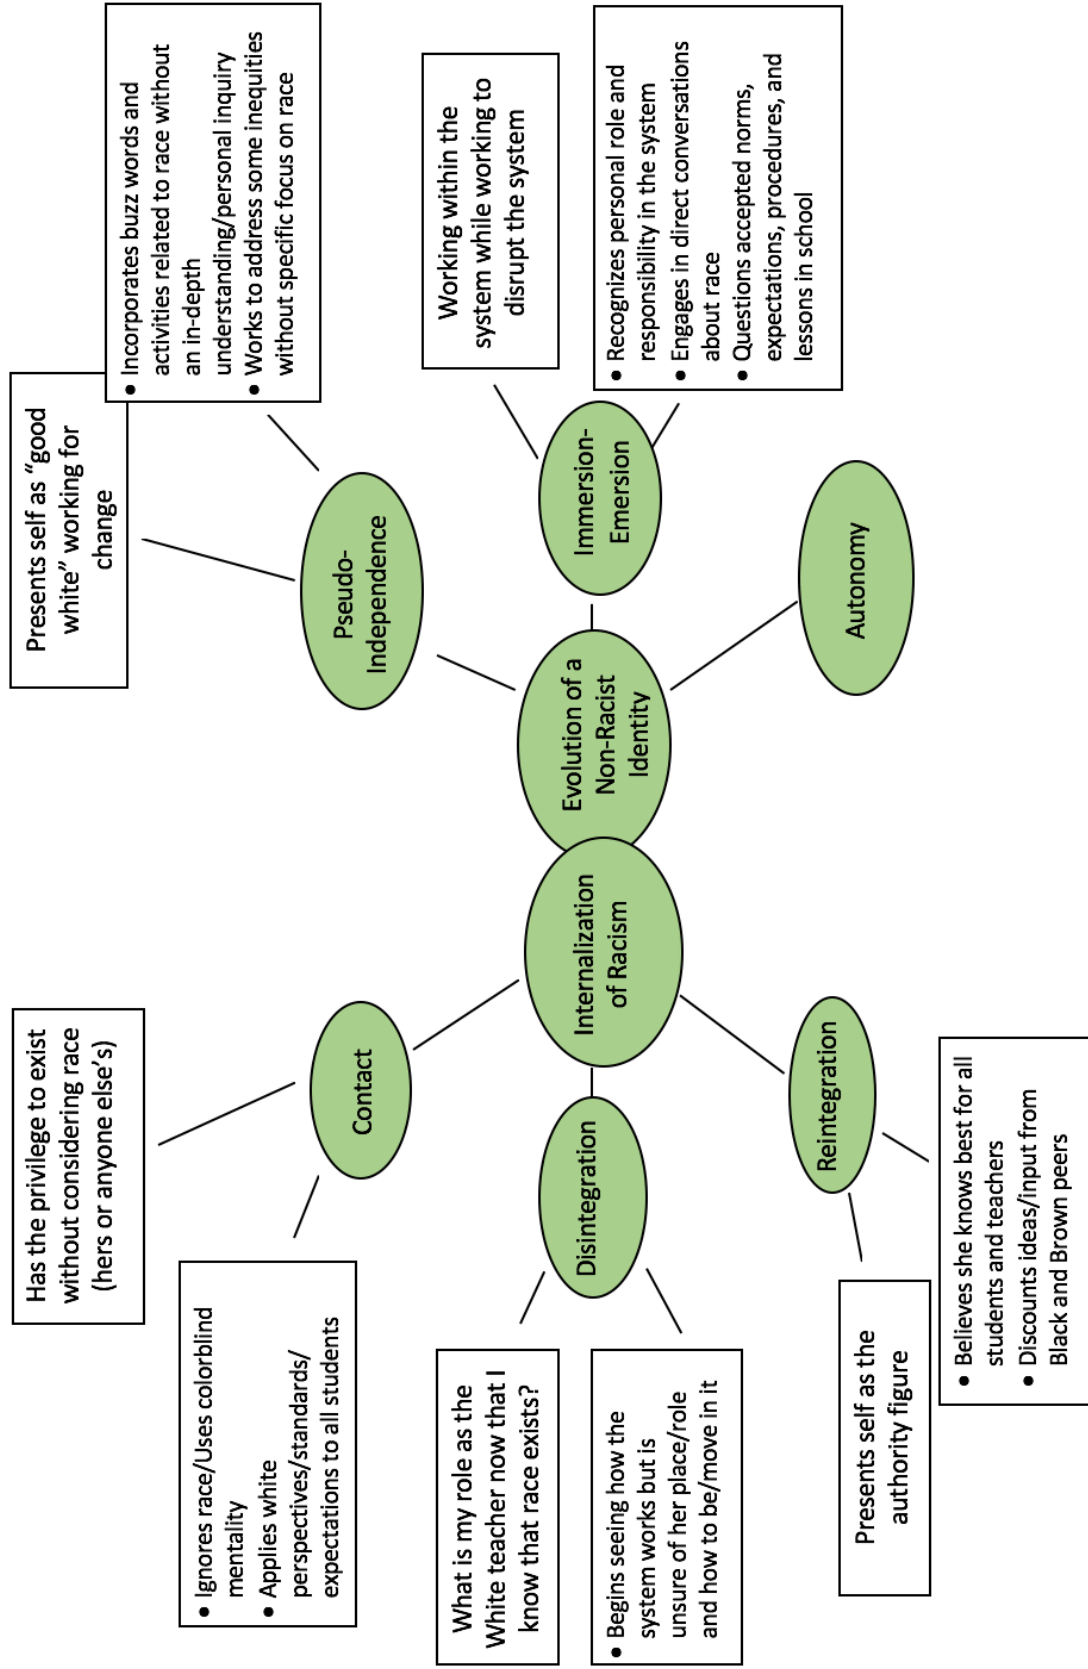 Has the privilege to exist
without considering race
(hers or anyone else's)
• Ignores race/Uses colorblind
mentality
• Applies white
perspectives/standards/
expectations to all students
Contact
What is my role as the
White teacher now that I
know that race exists?
• Begins seeing how the
system works but is
unsure of her place/role
and how to be/move in it
Disintegration
Presents self as the
authority figure
• Believes she knows best for all
students and teachers
• Discounts ideas/input from
Black and Brown peers
Reintegration
Internalization
of Racism
Evolution of a
Non-Racist
Identity
Presents self as "good
white" working for
change
• Incorporates buzz words and
activities related to race without
an in-depth
understanding/personal inquiry
• Works to address some inequities
without specific focus on race
Pseudo-
Independence
Working within the
system while working to
disrupt the system
• Recognizes personal role and
responsibility in the system
• Engages in direct conversations
about race
• Questions accepted norms,
expectations, procedures, and
lessons in school
Immersion-
Emersion
Autonomy